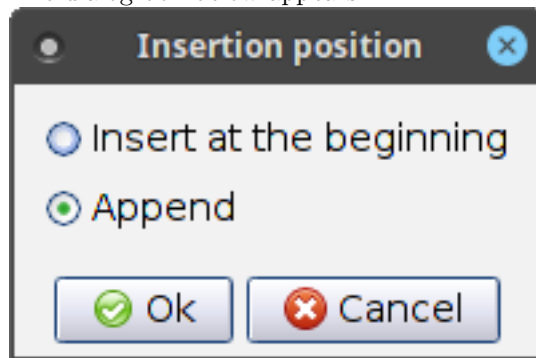 Insertion position
Insert at the beginning
Append
Ok Cancel